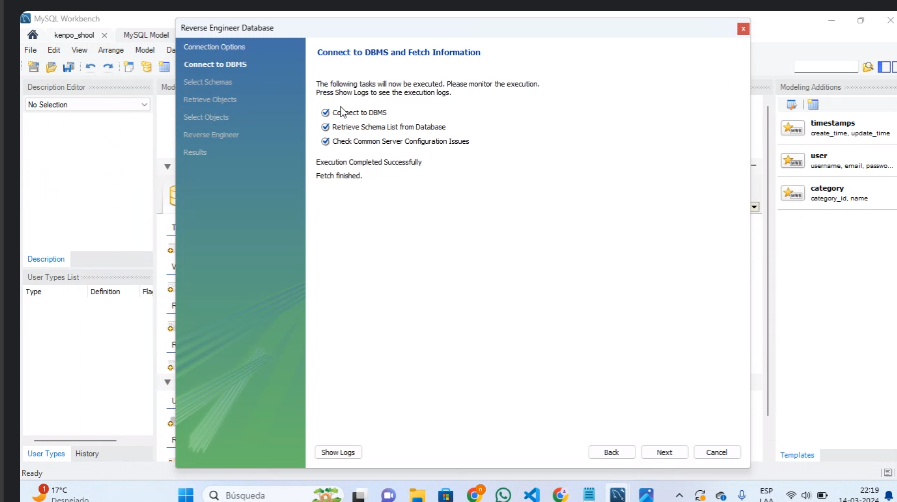 MySQL Workbench
Reverse Engineer Database
x
kenpo_shool
MySQL Model
File Edit View Arrange Model
Description Editor
No Selection
Description
User Types List
Type Definition Flag
User Types History
Ready
Connection Options
Connect to DBMS
Select Schemas
Retrieve Objects
Select Objects
Reverse Engineer
Results
Connect to DBMS and Fetch Information
The following tasks will now be executed. Please monitor the execution.
Press Show Logs to see the execution logs.
Connect to DBMS
Retrieve Schema List from Database
Check Common Server Configuration Issues
Execution Completed Successfully
Fetch finished.
Show Logs Back Next Cancel
Modeling Additions
timestamps
create_time, update_time
user
username, email, passwo...
category
category_id, name
Templates
17°C
Despejado
Búsqueda
ESP
LAA
22:19
14-03-2024